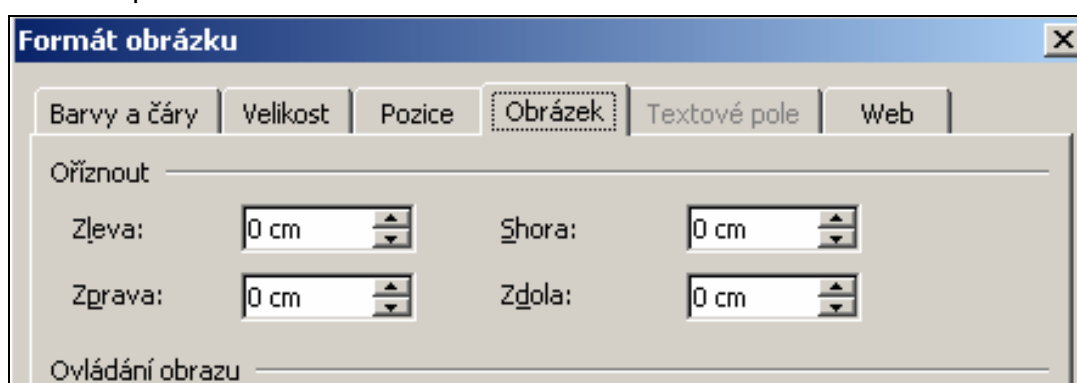 Formát obrázku
Barvy a čáry Velikost Pozice Obrázek Textové pole Web
Oříznout
Zleva: 0 cm Shora: 0 cm
Zprava: 0 cm Zdola: 0 cm
Ovládání obrazu